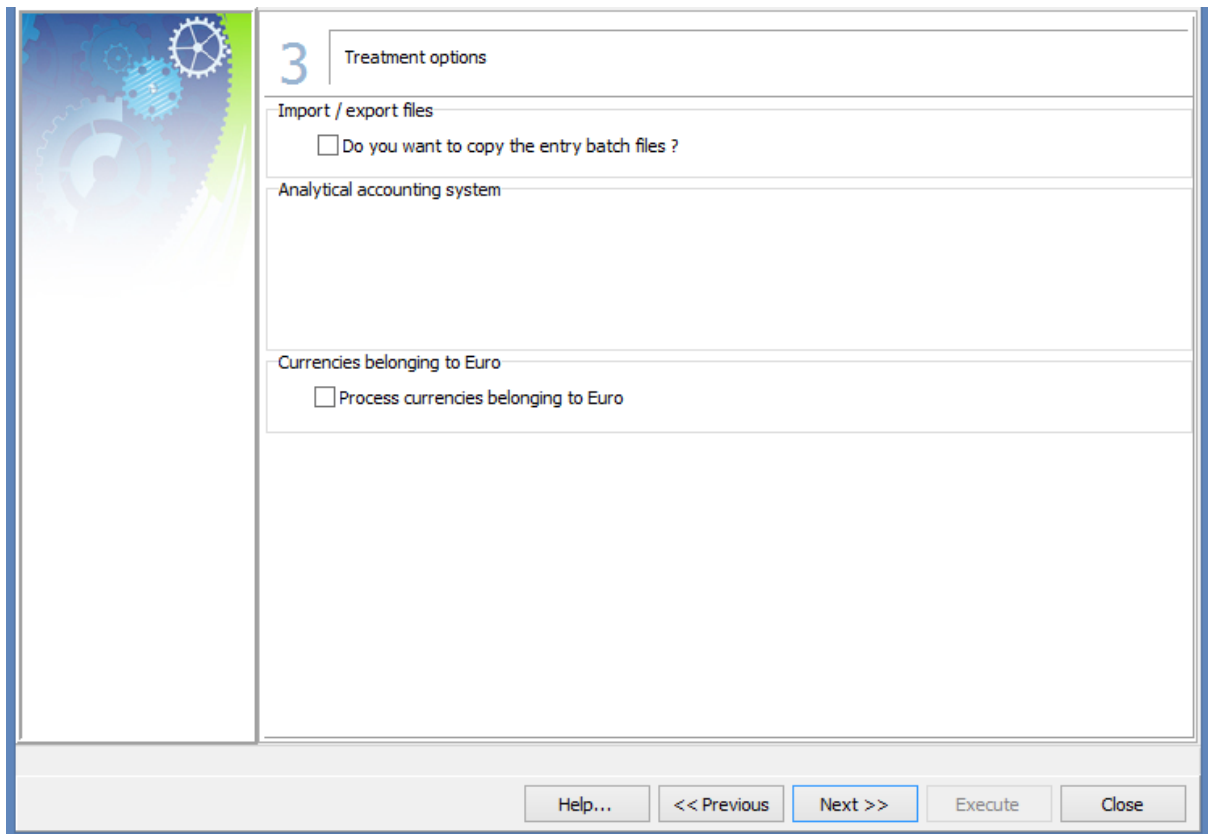 3
Treatment options
Import / export files
Do you want to copy the entry batch files ?
Analytical accounting system
Currencies belonging to Euro
Process currencies belonging to Euro
Help... << Previous Next >> Execute Close